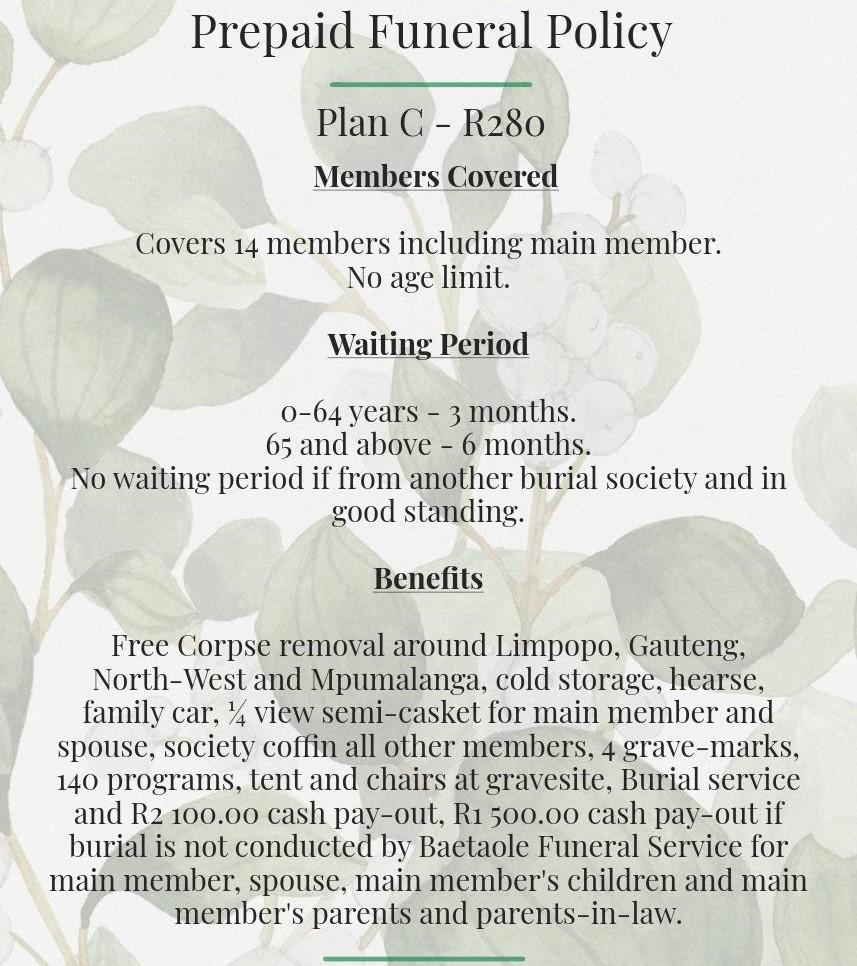 Prepaid Funeral Policy
Plan C - R280
Members Covered
Covers 14 members including main member.
No age limit.
Waiting Period
0-64 years - 3 months.
65 and above - 6 months.
No waiting period if from another burial society and in
good standing.
Benefits
Free Corpse removal around Limpopo, Gauteng,
North-West and Mpumalanga, cold storage, hearse,
family car, ¼ view semi-casket for main member and
spouse, society coffin all other members, 4 grave-marks,
140 programs, tent and chairs at gravesite, Burial service
and R2 100.00 cash pay-out, R1 500.00 cash pay-out if
burial is not conducted by Baetaole Funeral Service for
main member, spouse, main member's children and main
member's parents and parents-in-law.